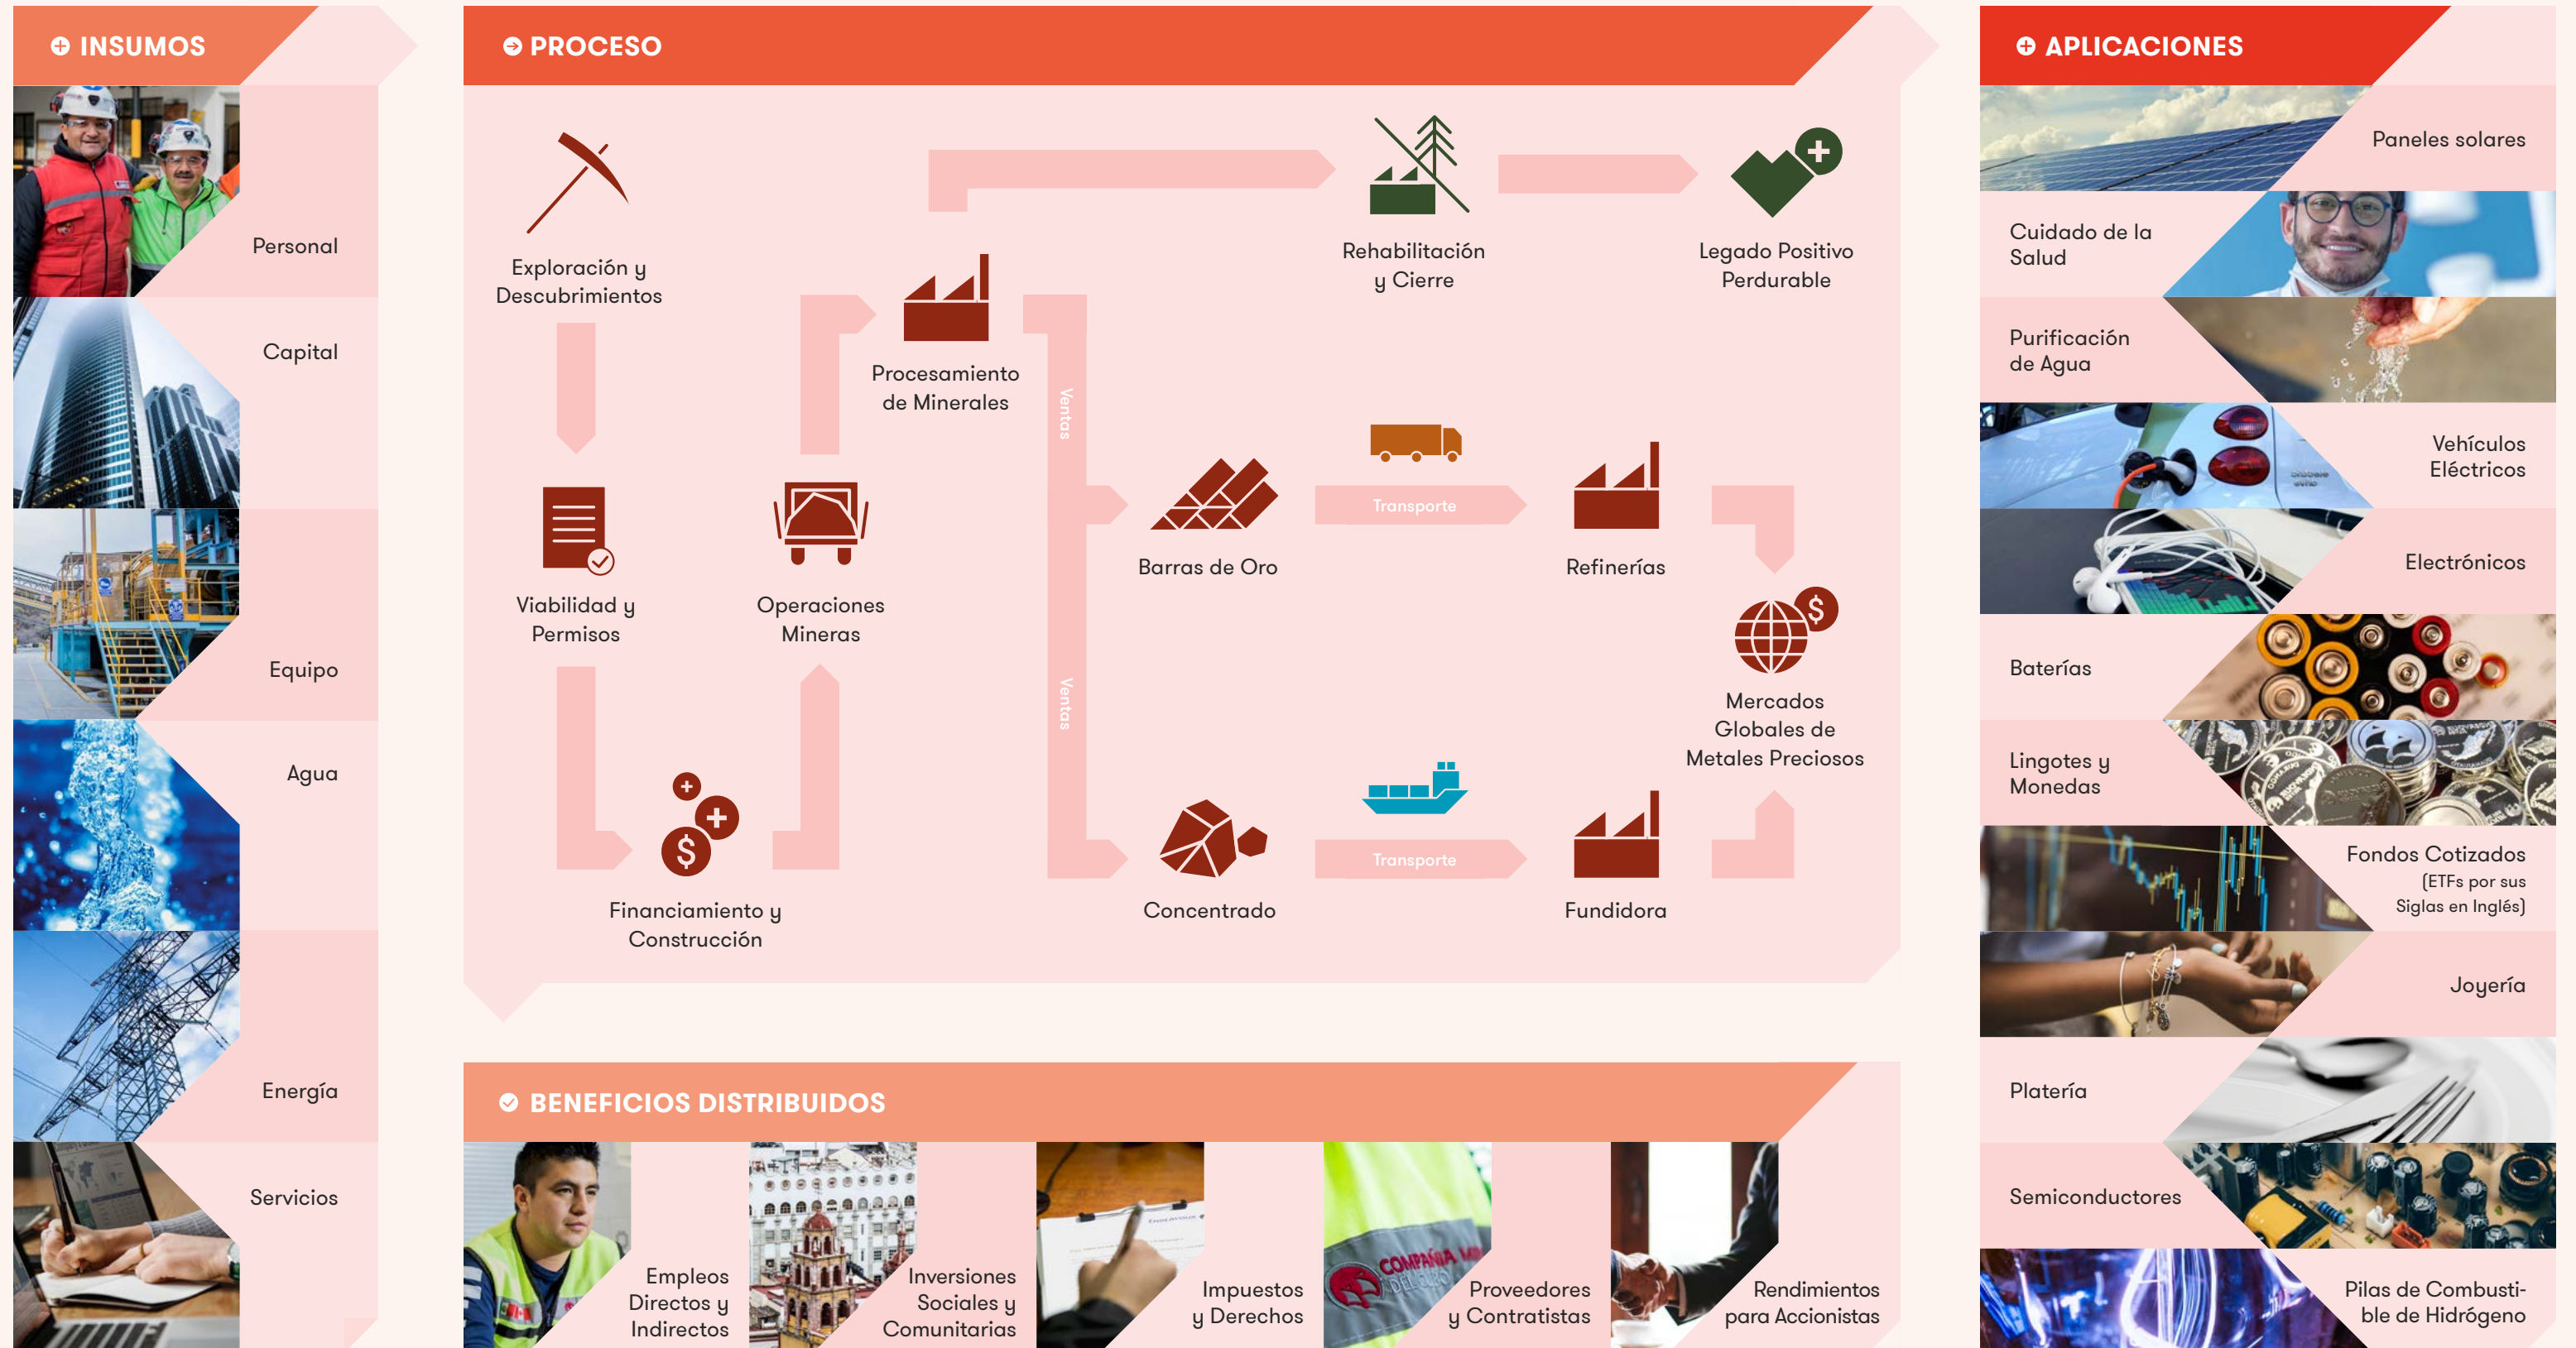 INSUMOS
Personal
Capital
Equipo
Agua
Energía
Servicios
PROCESO
Exploración y
Descubrimientos
Viabilidad y
Permisos
Financiamiento y
Construcción
Operaciones
Mineras
Procesamiento
de Minerales
Rehabilitación
y Cierre
Legado Positivo
Perdurable
Ventas
Ventas
Barras de Oro
Transporte
Refinerías
Concentrado
Transporte
Fundidora
$
Mercados
Globales de
Metales Preciosos
$
BENEFICIOS DISTRIBUIDOS
Empleos
Directos y
Indirectos
Inversiones
Sociales y
Comunitarias
Impuestos
y Derechos
COMPAÑIA
Proveedores
y Contratistas
Rendimientos
para Accionistas
APLICACIONES
Paneles solares
Cuidado de la
Salud
Purificación
de Agua
Vehículos
Eléctricos
Electrónicos
Baterías
Lingotes y
Monedas
Fondos Cotizados
(ETFs por sus
Siglas en Inglés)
Joyería
Platería
Semiconductores
Pilas de Combusti-
ble de Hidrógeno